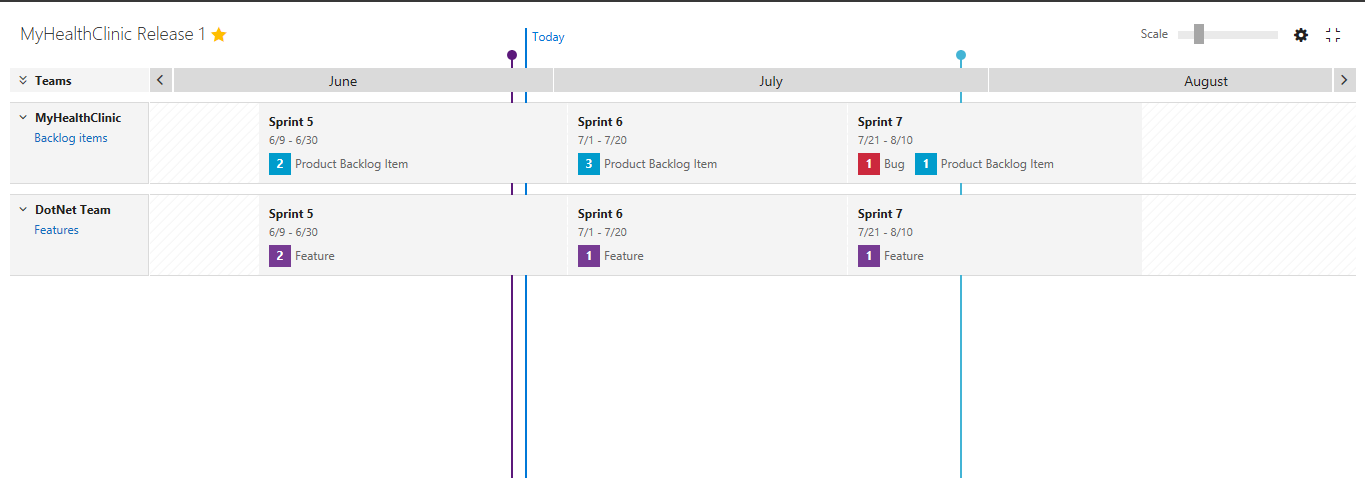 MyHealthClinic Release 1
Today
Scale
Teams
June
July
August
MyHealthClinic
Backlog items
Sprint 5
6/9 - 6/30
2 Product Backlog Item
Sprint 6
7/1 - 7/20
3 Product Backlog Item
Sprint 7
7/21 - 8/10
1 Bug 1 Product Backlog Item
DotNet Team
Features
Sprint 5
6/9 - 6/30
2 Feature
Sprint 6
7/1 - 7/20
1 Feature
Sprint 7
7/21 - 8/10
1 Feature